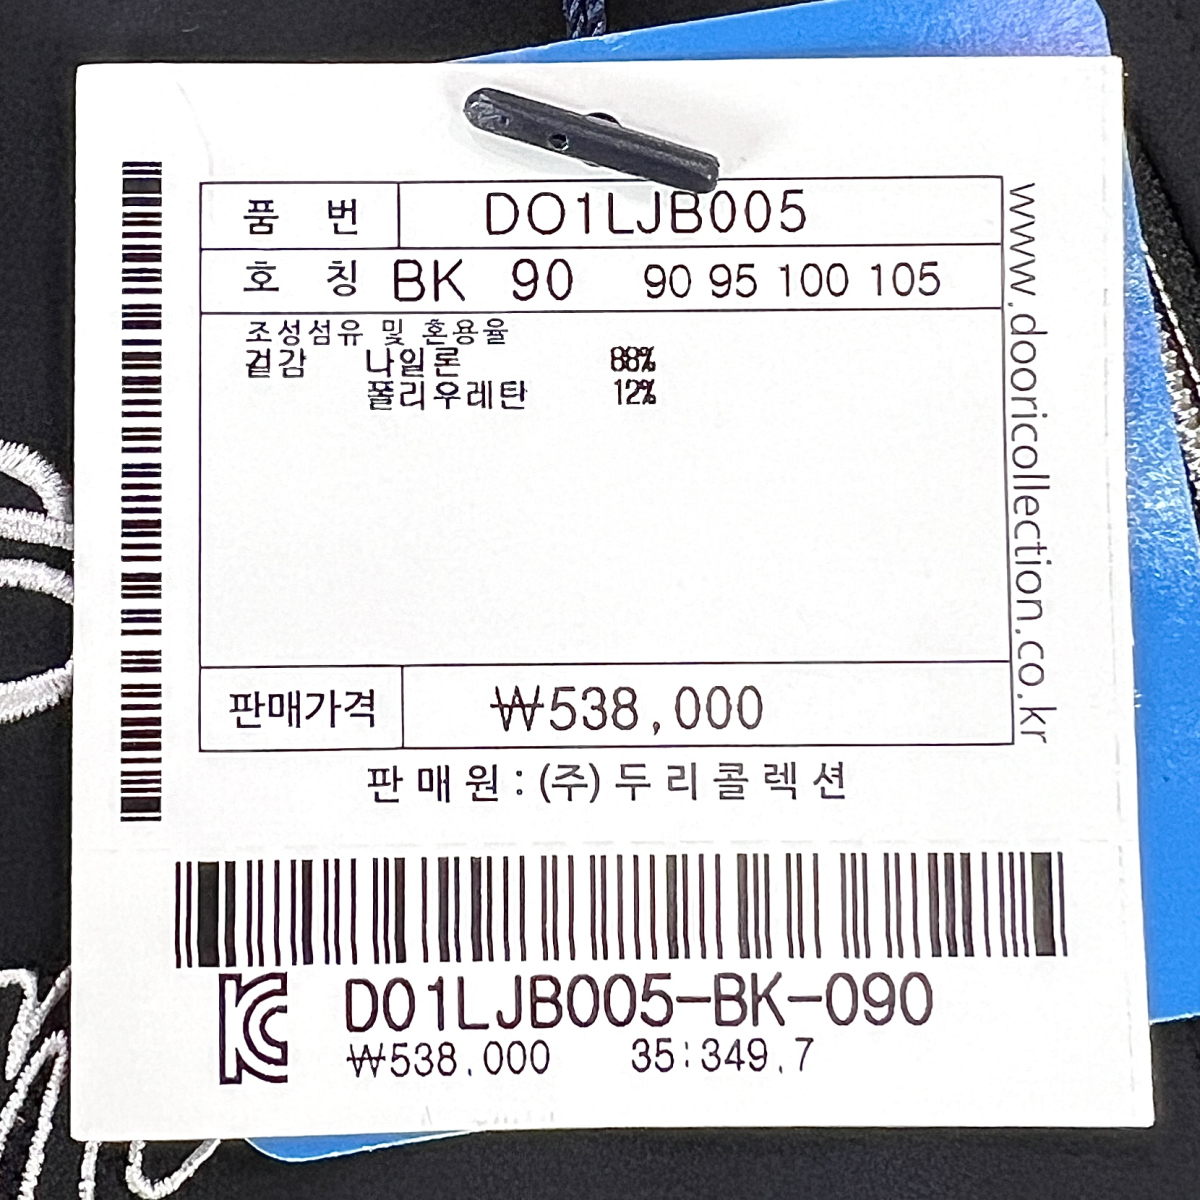 품 번 DO1LJB005
호 칭 BK 90 90 95 100 105
조성섬유 및 혼용율
겉감 나일론 88%
폴리우레탄 12%
판매가격 ₩538,000
판매원 : (주)두리콜렉션
www.dooricollection.co.kr
KC DO1LJB005-BK-090
₩538.000 35:349.7